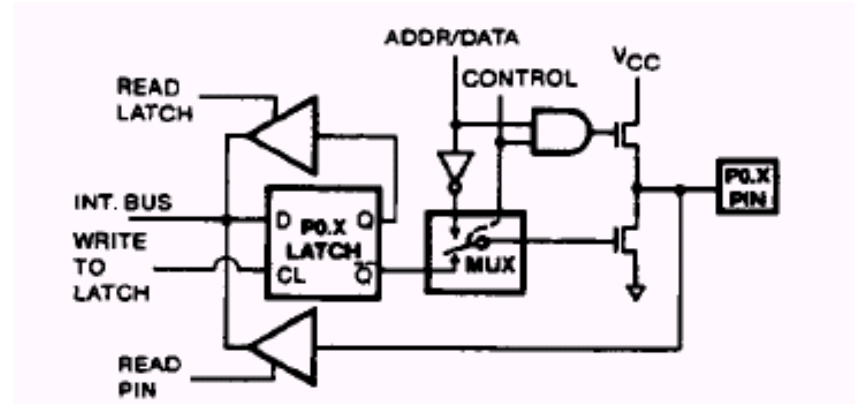 ADDR/DATA
VCC
CONTROL
READ
LATCH
P0.X
PIN
INT. BUS
D
P0.X
Q
LATCH
WRITE
TO
LATCH
CL
Q
MUX
READ
PIN